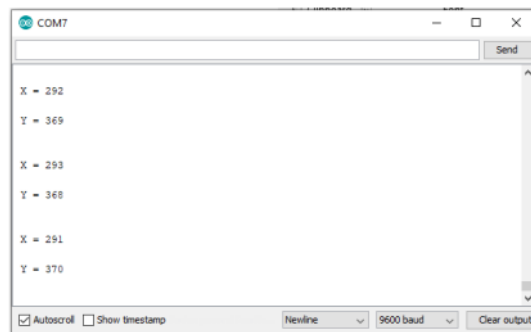 COM7
Send
X = 292
Y = 369
X = 293
Y = 368
X = 291
Y = 370
Autoscroll Show timestamp Newline 9600 baud Clear output